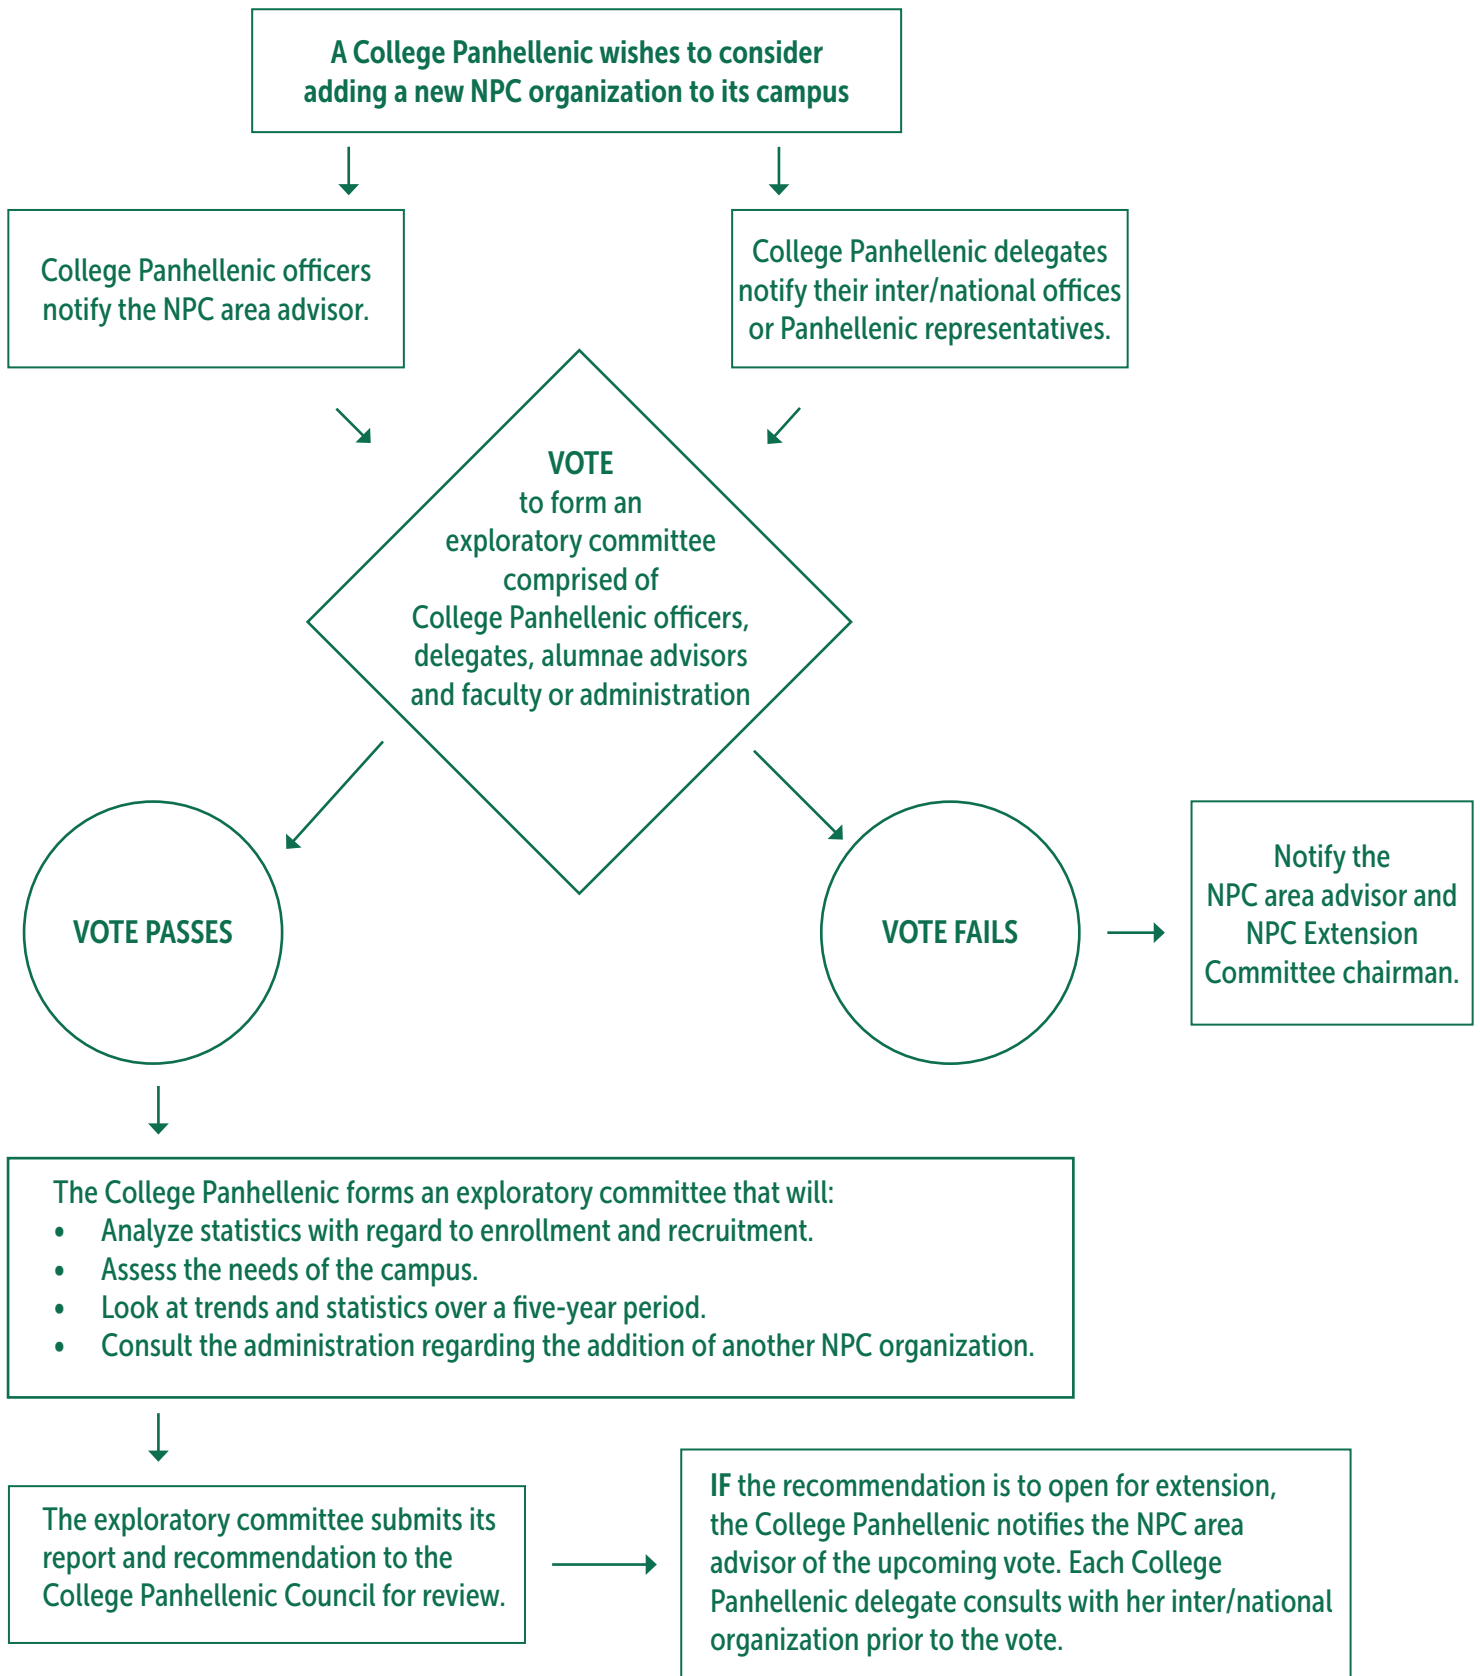 A College Panhellenic wishes to consider
adding a new NPC organization to its campus
College Panhellenic officers
notify the NPC area advisor.
College Panhellenic delegates
notify their inter/national offices
or Panhellenic representatives.
VOTE
to form an
exploratory committee
comprised of
College Panhellenic officers,
delegates, alumnae advisors
and faculty or administration
VOTE PASSES
VOTE FAILS
Notify the
NPC area advisor and
NPC Extension
Committee chairman.
The College Panhellenic forms an exploratory committee that will:
• Analyze statistics with regard to enrollment and recruitment.
• Assess the needs of the campus.
• Look at trends and statistics over a five-year period.
• Consult the administration regarding the addition of another NPC organization.
The exploratory committee submits its
report and recommendation to the
College Panhellenic Council for review.
IF the recommendation is to open for extension,
the College Panhellenic notifies the NPC area
advisor of the upcoming vote. Each College
Panhellenic delegate consults with her inter/national
organization prior to the vote.